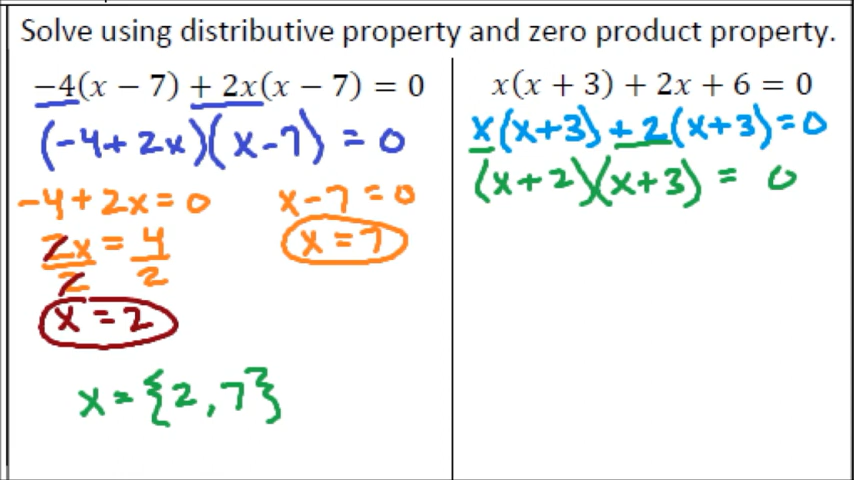 Solve using distributive property and zero product property.
−4(x − 7) + 2x(x − 7) = 0
(-4+2x)(x-7) = 0
-4+2x=0
x-7=0
2x/2 = 4/2
x = 7
x = 2
x = {2,7}
x(x + 3) + 2x + 6 = 0
x(x+3)+2(x+3)=0
(x+2)(x+3) = 0